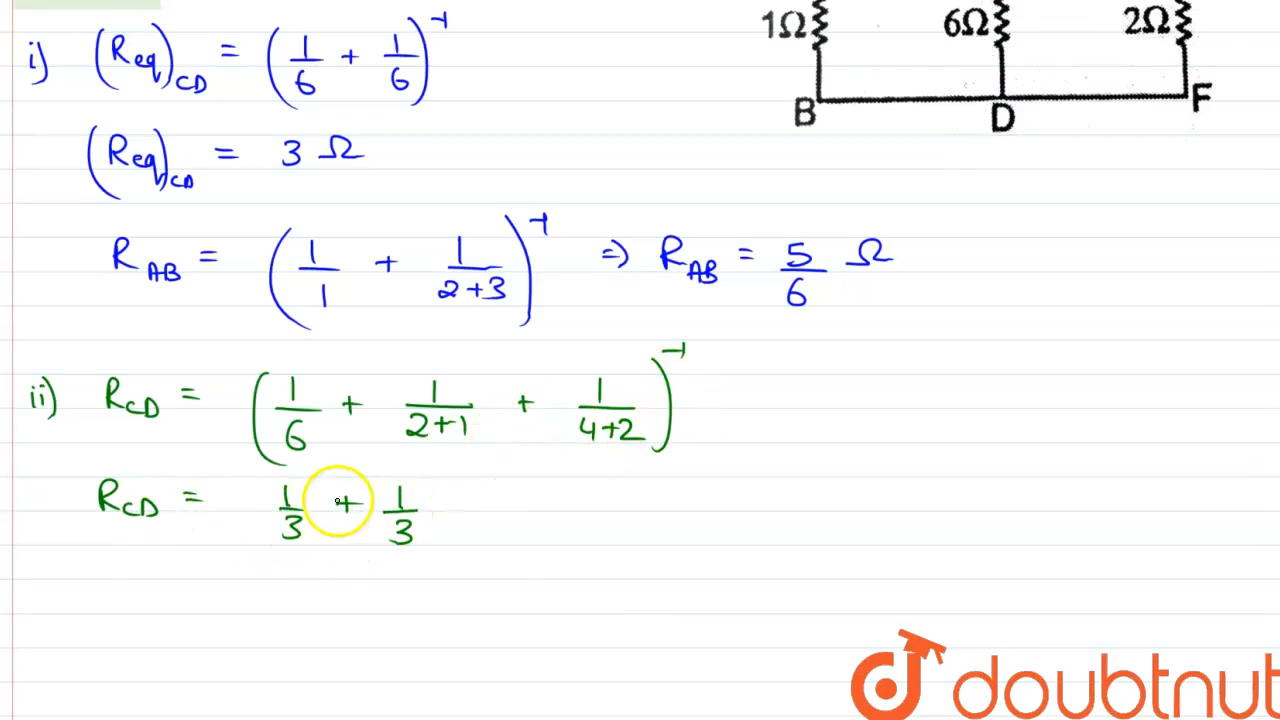 1Ω 6Ω 2Ω
B D F
i) (Req)CD = (1/6 + 1/6)^-1
(Req)CD = 3 Ω
RAB = (1/1 + 1/(2+3))^-1 ⇒ RAB = 5/6 Ω
ii) RCD = (1/6 + 1/(2+1) + 1/(4+2))^-1
RCD = 1/3 + 1/3
doubtnut